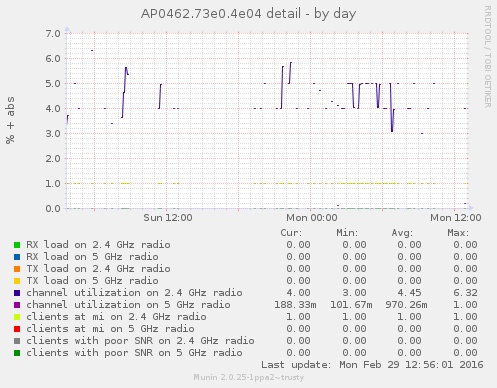 AP0462.73e0.4e04 detail - by day
RRDTOOL / TOBI OETIKER
% + abs
7.0
6.0
5.0
4.0
3.0
2.0
1.0
0.0
Sun 12:00 Mon 00:00 Mon 12:00
Cur: Min: Avg: Max:
RX load on 2.4 GHz radio 0.00 0.00 0.00 0.00
RX load on 5 GHz radio 0.00 0.00 0.00 0.00
TX load on 2.4 GHz radio 0.00 0.00 0.00 0.00
TX load on 5 GHz radio 0.00 0.00 0.00 0.00
channel utilization on 2.4 GHz radio 4.00 3.00 4.45 6.32
channel utilization on 5 GHz radio 188.33m 101.67m 970.26m 1.00
clients at mi on 2.4 GHz radio 1.00 1.00 1.00 1.00
clients at mi on 5 GHz radio 0.00 0.00 0.00 0.00
clients with poor SNR on 2.4 GHz radio 0.00 0.00 0.00 0.00
clients with poor SNR on 5 GHz radio 0.00 0.00 0.00 0.00
Last update: Mon Feb 29 12:56:01 2016
Munin 2.0.25-1ppa2~trusty